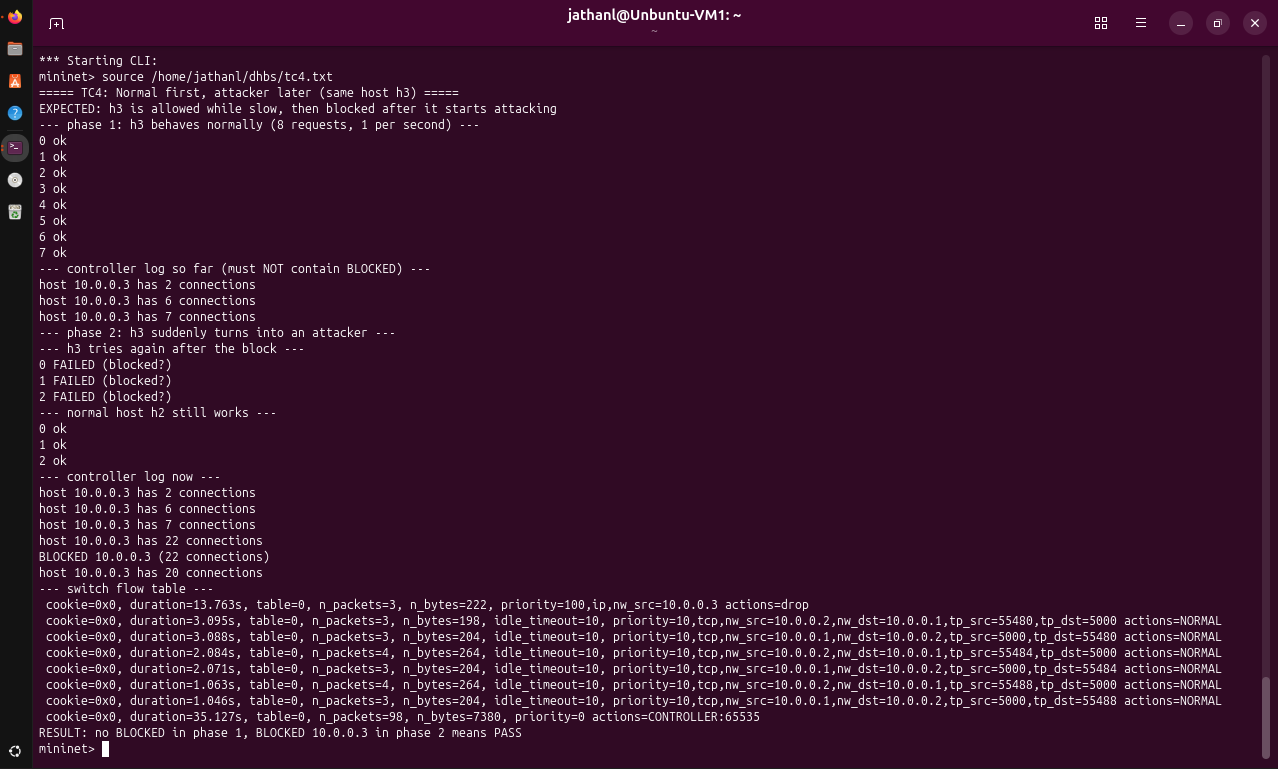 jathanl@Unbuntu-VM1: ~
~
*** Starting CLI:
mininet> source /home/jathanl/dhbs/tc4.txt
===== TC4: Normal first, attacker later (same host h3) =====
EXPECTED: h3 is allowed while slow, then blocked after it starts attacking
--- phase 1: h3 behaves normally (8 requests, 1 per second) ---
0 ok
1 ok
2 ok
3 ok
4 ok
5 ok
6 ok
7 ok
--- controller log so far (must NOT contain BLOCKED) ---
host 10.0.0.3 has 2 connections
host 10.0.0.3 has 6 connections
host 10.0.0.3 has 7 connections
--- phase 2: h3 suddenly turns into an attacker ---
--- h3 tries again after the block ---
0 FAILED (blocked?)
1 FAILED (blocked?)
2 FAILED (blocked?)
--- normal host h2 still works ---
0 ok
1 ok
2 ok
--- controller log now ---
host 10.0.0.3 has 2 connections
host 10.0.0.3 has 6 connections
host 10.0.0.3 has 7 connections
host 10.0.0.3 has 22 connections
BLOCKED 10.0.0.3 (22 connections)
host 10.0.0.3 has 20 connections
--- switch flow table ---
cookie=0x0, duration=13.763s, table=0, n_packets=3, n_bytes=222, priority=100,ip,nw_src=10.0.0.3 actions=drop
cookie=0x0, duration=3.095s, table=0, n_packets=3, n_bytes=198, idle_timeout=10, priority=10,tcp,nw_src=10.0.0.2,nw_dst=10.0.0.1,tp_src=55480,tp_dst=5000 actions=NORMAL
cookie=0x0, duration=3.088s, table=0, n_packets=3, n_bytes=204, idle_timeout=10, priority=10,tcp,nw_src=10.0.0.1,nw_dst=10.0.0.2,tp_src=5000,tp_dst=55480 actions=NORMAL
cookie=0x0, duration=2.084s, table=0, n_packets=4, n_bytes=264, idle_timeout=10, priority=10,tcp,nw_src=10.0.0.2,nw_dst=10.0.0.1,tp_src=55484,tp_dst=5000 actions=NORMAL
cookie=0x0, duration=2.071s, table=0, n_packets=3, n_bytes=204, idle_timeout=10, priority=10,tcp,nw_src=10.0.0.1,nw_dst=10.0.0.2,tp_src=5000,tp_dst=55484 actions=NORMAL
cookie=0x0, duration=1.063s, table=0, n_packets=4, n_bytes=264, idle_timeout=10, priority=10,tcp,nw_src=10.0.0.2,nw_dst=10.0.0.1,tp_src=55488,tp_dst=5000 actions=NORMAL
cookie=0x0, duration=1.046s, table=0, n_packets=3, n_bytes=204, idle_timeout=10, priority=10,tcp,nw_src=10.0.0.1,nw_dst=10.0.0.2,tp_src=5000,tp_dst=55488 actions=NORMAL
cookie=0x0, duration=35.127s, table=0, n_packets=98, n_bytes=7380, priority=0 actions=CONTROLLER:65535
RESULT: no BLOCKED in phase 1, BLOCKED 10.0.0.3 in phase 2 means PASS
mininet>